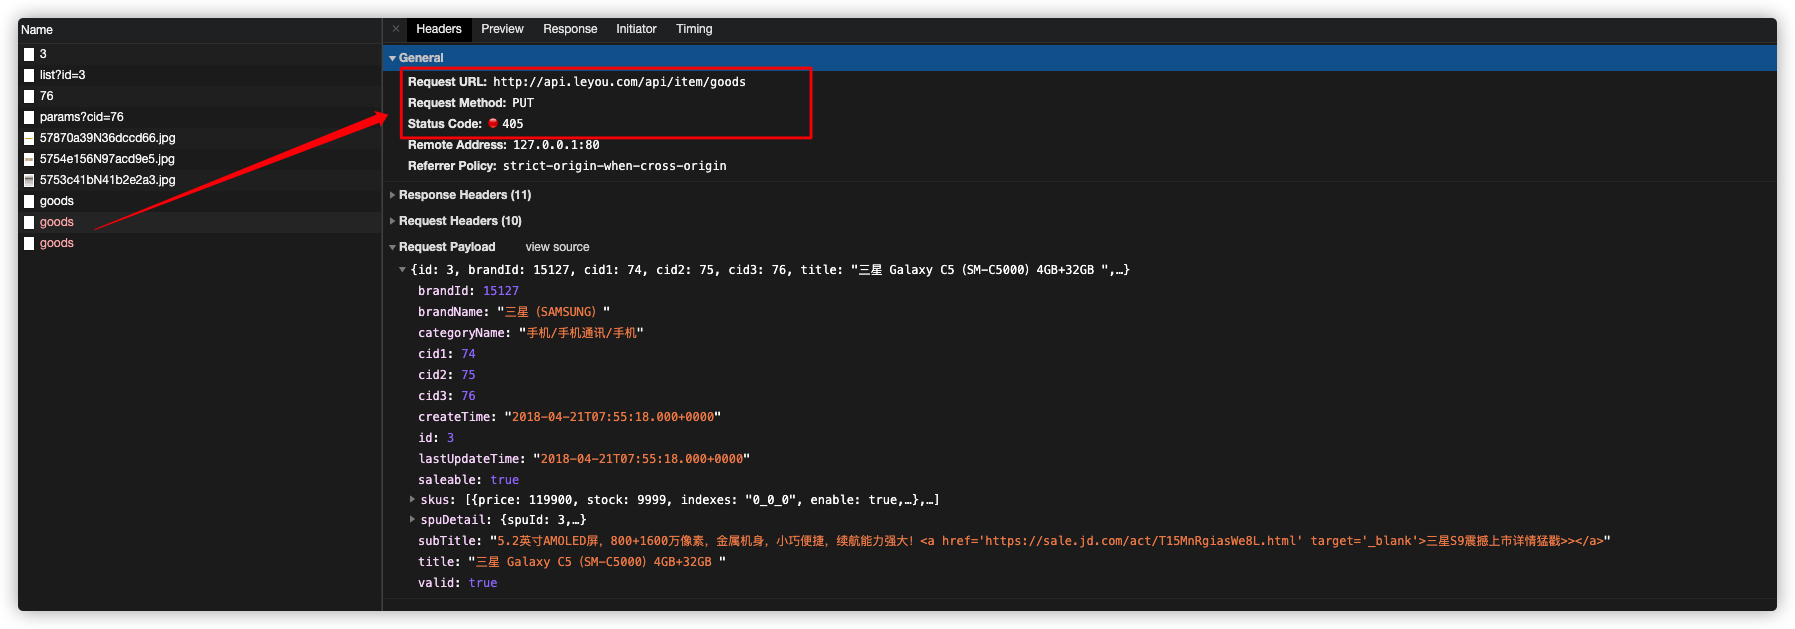 Name
3
list?id=3
76
params?cid=76
57870a39N36dccd66.jpg
5754e156N97acd9e5.jpg
5753c41bN41b2e2a3.jpg
goods
goods
goods
× Headers Preview Response Initiator Timing
General
Request URL: http://api.leyou.com/api/item/goods
Request Method: PUT
Status Code: 405
Remote Address: 127.0.0.1:80
Referrer Policy: strict-origin-when-cross-origin
Response Headers (11)
Request Headers (10)
Request Payload view source
{id: 3, brandId: 15127, cid1: 74, cid2: 75, cid3: 76, title: "三星 Galaxy C5（SM-C5000）4GB+32GB ",…}
brandId: 15127
brandName: "三星（SAMSUNG）"
categoryName: "手机/手机通讯/手机"
cid1: 74
cid2: 75
cid3: 76
createTime: "2018-04-21T07:55:18.000+0000"
id: 3
lastUpdateTime: "2018-04-21T07:55:18.000+0000"
saleable: true
skus: [{price: 119900, stock: 9999, indexes: "0_0_0", enable: true,…},…]
spuDetail: {spuId: 3,…}
subTitle: "5.2英寸AMOLED屏，800+1600万像素，金属机身，小巧便捷，续航能力强大！<a href='https://sale.jd.com/act/T15MnRgiasWe8L.html' target='_blank'>三星S9震撼上市详情猛戳>></a>"
title: "三星 Galaxy C5（SM-C5000）4GB+32GB "
valid: true